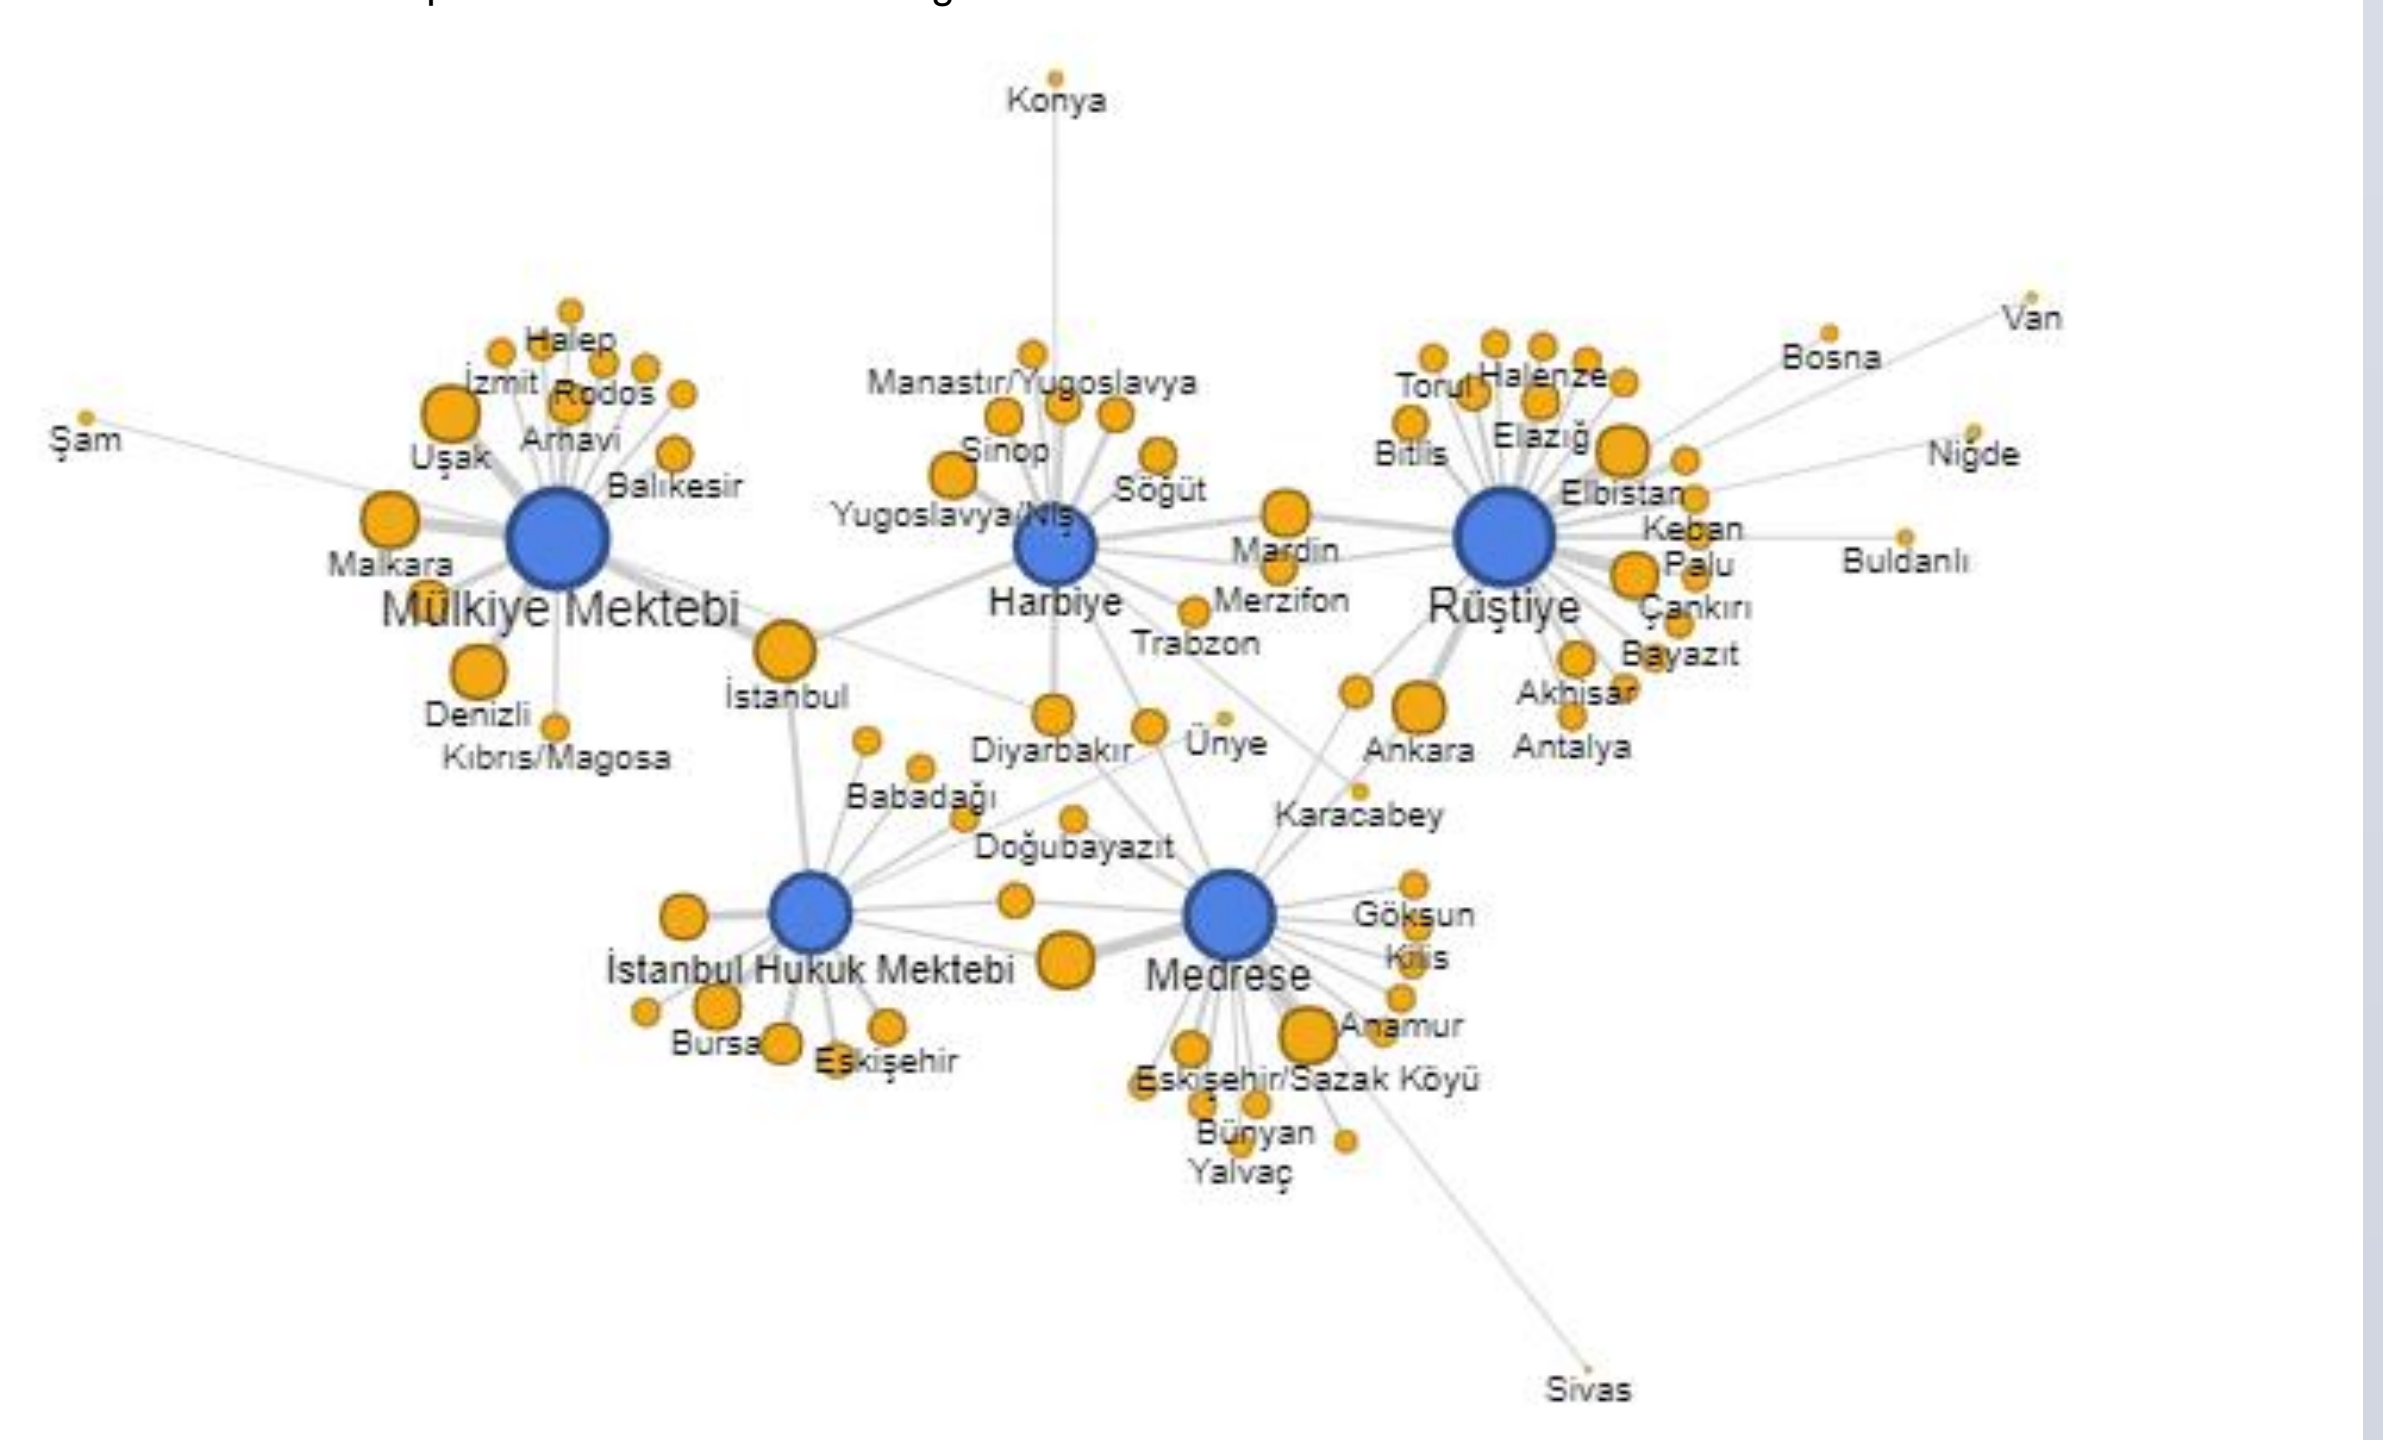 Konya
Van
Bosna
Halep
Manastır/Yugoslavya
İzmit
Rodos
Torul
Halenze
Şam
Arhavi
Uşak
Sinop
Elazığ
Bitlis
Niğde
Balıkesir
Söğüt
Elbistan
Yugoslavya/Niş
Keban
Mardin
Malkara
Palu
Buldanlı
Mülkiye Mektebi
Harbiye
Merzifon
Rüştiye
Çankırı
Trabzon
Bayazıt
İstanbul
Akhisar
Denizli
Kıbrıs/Magosa
Diyarbakır
Ünye
Ankara
Antalya
Babadağı
Karacabey
Doğubayazıt
Göksun
Kilis
İstanbul Hukuk Mektebi
Medrese
Anamur
Bursa
Eskişehir
Eskişehir/Sazak Köyü
Bünyan
Yalvaç
Sivas